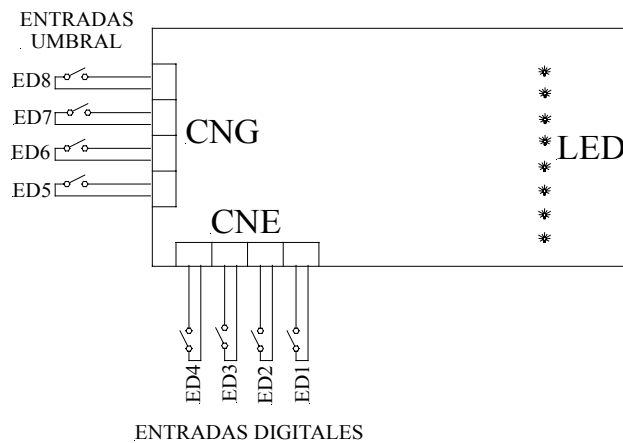 ENTRADAS
UMBRAL
ED8
ED7
CNG
ED6
LED
ED5
CNE
ED4
ED3
ED2
ED1
ENTRADAS DIGITALES